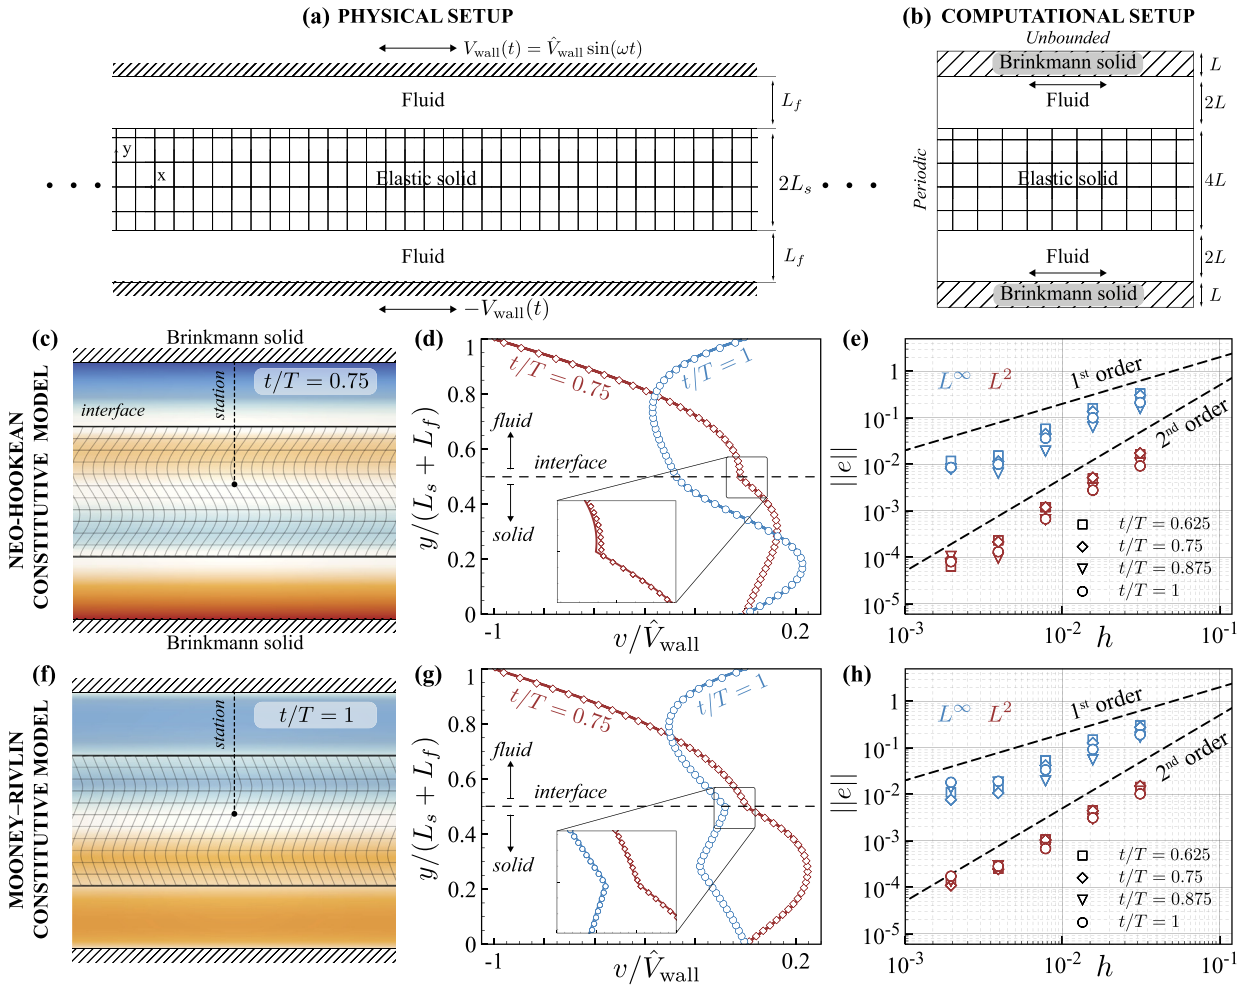 (a) PHYSICAL SETUP
V_wall(t) = V̂_wall sin(ωt)
Fluid
L_f
y
x
Elastic solid
2L_s
Fluid
L_f
−V_wall(t)
(b) COMPUTATIONAL SETUP
Unbounded
Brinkmann solid
L
Fluid
2L
Periodic
Elastic solid
4L
Fluid
2L
Brinkmann solid
L
NEO-HOOKEAN
CONSTITUTIVE MODEL
(c)
Brinkmann solid
t/T = 0.75
station
interface
Brinkmann solid
(d)
y/(L_s + L_f)
1
0.8
0.6
0.4
0.2
0
t/T = 0.75
t/T = 1
fluid
interface
solid
-1
0.2
v/V̂_wall
(e)
||e||
1
10^-1
10^-2
10^-3
10^-4
10^-5
L^∞ L^2
1st order
2nd order
t/T = 0.625
t/T = 0.75
t/T = 0.875
t/T = 1
10^-3
10^-2
10^-1
h
MOONEY–RIVLIN
CONSTITUTIVE MODEL
(f)
t/T = 1
station
(g)
y/(L_s + L_f)
1
0.8
0.6
0.4
0.2
0
t/T = 0.75
t/T = 1
fluid
interface
solid
-1
0.2
v/V̂_wall
(h)
||e||
1
10^-1
10^-2
10^-3
10^-4
10^-5
L^∞ L^2
1st order
2nd order
t/T = 0.625
t/T = 0.75
t/T = 0.875
t/T = 1
10^-3
10^-2
10^-1
h